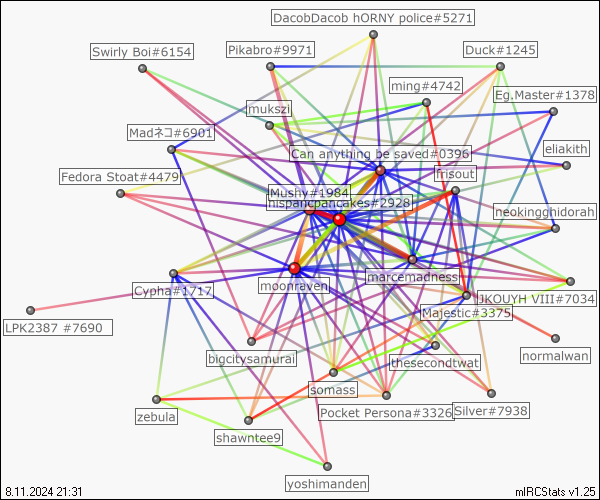 DacobDacob hORNY police#5271
Swirly Boi#6154
Pikabro#9971
Duck#1245
ming#4742
Eg.Master#1378
mukszi
Madネコ#6901
eliakith
Can anything be saved#0396
Fedora Stoat#4479
frisout
Mushy#1984
hispancpancakes#2928
neokingghidorah
marcemadness
moonraven
Cypha#1717
JKOUYH VIII#7034
Majestic#3375
LPK2387 #7690
bigcitysamurai
thesecondtwat
normalwan
somass
zebula
Pocket Persona#3326
Silver#7938
shawntee9
yoshimanden
8.11.2024 21:31
mIRCStats v1.25